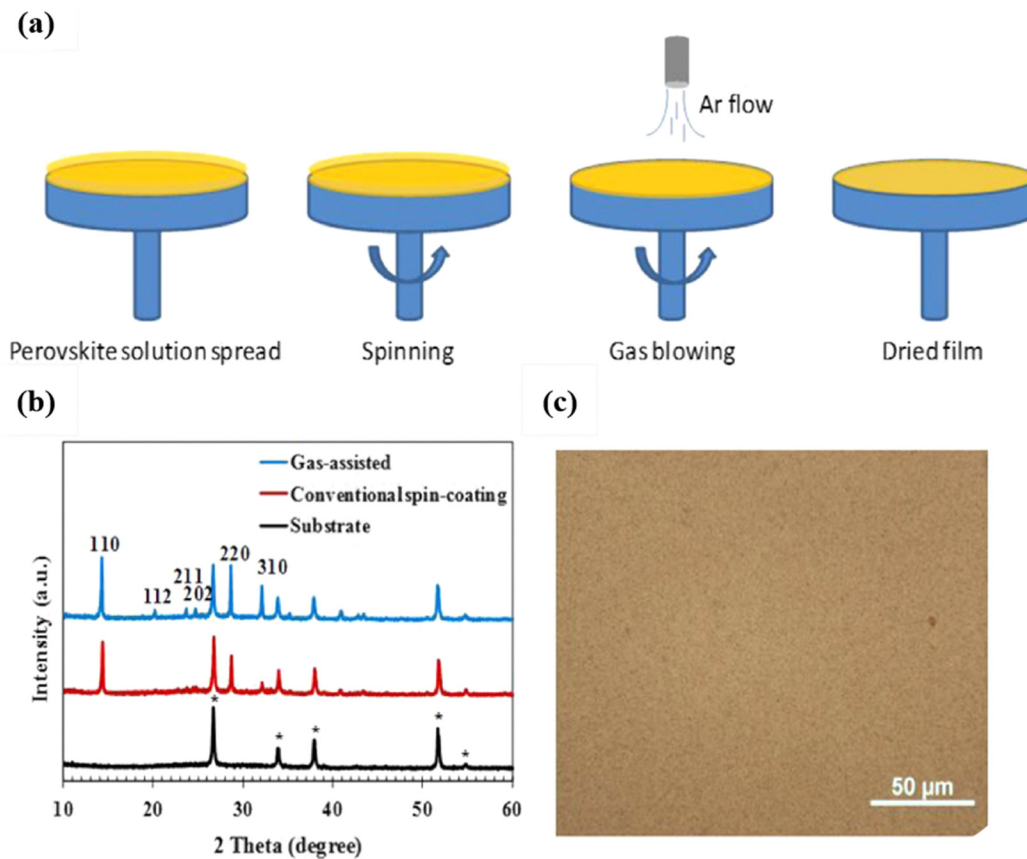 (a)
Ar flow
Perovskite solution spread
Spinning
Gas blowing
Dried film
(b)
(c)
Gas-assisted
Conventional spin-coating
Substrate
110
112
211
202
220
310
*
*
*
*
*
Intensity (a.u.)
10
20
30
40
50
60
2 Theta (degree)
50 µm